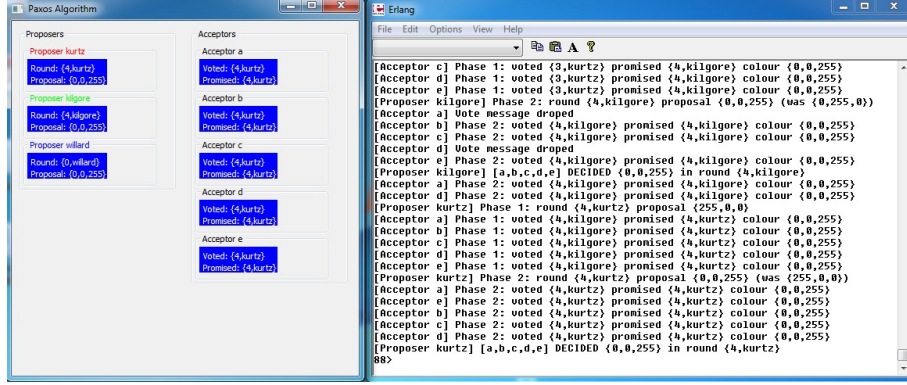 Paxos Algorithm
Proposers
Proposer kurtz
Round: {4,kurtz}
Proposal: {0,0,255}
Proposer kilgore
Round: {4,kilgore}
Proposal: {0,0,255}
Proposer willard
Round: {0,willard}
Proposal: {0,0,255}
Acceptors
Acceptor a
Voted: {4,kurtz}
Promised: {4,kurtz}
Acceptor b
Voted: {4,kurtz}
Promised: {4,kurtz}
Acceptor c
Voted: {4,kurtz}
Promised: {4,kurtz}
Acceptor d
Voted: {4,kurtz}
Promised: {4,kurtz}
Acceptor e
Voted: {4,kurtz}
Promised: {4,kurtz}
Erlang
File Edit Options View Help
[Acceptor c] Phase 1: voted {3,kurtz} promised {4,kilgore} colour {0,0,255}
[Acceptor d] Phase 1: voted {3,kurtz} promised {4,kilgore} colour {0,0,255}
[Acceptor e] Phase 1: voted {3,kurtz} promised {4,kilgore} colour {0,0,255}
[Proposer kilgore] Phase 2: round {4,kilgore} proposal {0,0,255} (was {0,255,0})
[Acceptor a] Vote message droped
[Acceptor b] Phase 2: voted {4,kilgore} promised {4,kilgore} colour {0,0,255}
[Acceptor c] Phase 2: voted {4,kilgore} promised {4,kilgore} colour {0,0,255}
[Acceptor d] Vote message droped
[Acceptor e] Phase 2: voted {4,kilgore} promised {4,kilgore} colour {0,0,255}
[Proposer kilgore] [a,b,c,d,e] DECIDED {0,0,255} in round {4,kilgore}
[Acceptor a] Phase 2: voted {4,kilgore} promised {4,kilgore} colour {0,0,255}
[Acceptor d] Phase 2: voted {4,kilgore} promised {4,kilgore} colour {0,0,255}
[Proposer kurtz] Phase 1: round {4,kurtz} proposal {255,0,0}
[Acceptor a] Phase 1: voted {4,kilgore} promised {4,kurtz} colour {0,0,255}
[Acceptor b] Phase 1: voted {4,kilgore} promised {4,kurtz} colour {0,0,255}
[Acceptor c] Phase 1: voted {4,kilgore} promised {4,kurtz} colour {0,0,255}
[Acceptor d] Phase 1: voted {4,kilgore} promised {4,kurtz} colour {0,0,255}
[Acceptor e] Phase 1: voted {4,kilgore} promised {4,kurtz} colour {0,0,255}
[Proposer kurtz] Phase 2: round {4,kurtz} proposal {0,0,255} (was {255,0,0})
[Acceptor a] Phase 2: voted {4,kurtz} promised {4,kurtz} colour {0,0,255}
[Acceptor e] Phase 2: voted {4,kurtz} promised {4,kurtz} colour {0,0,255}
[Acceptor b] Phase 2: voted {4,kurtz} promised {4,kurtz} colour {0,0,255}
[Acceptor c] Phase 2: voted {4,kurtz} promised {4,kurtz} colour {0,0,255}
[Acceptor d] Phase 2: voted {4,kurtz} promised {4,kurtz} colour {0,0,255}
[Proposer kurtz] [a,b,c,d,e] DECIDED {0,0,255} in round {4,kurtz}
88>